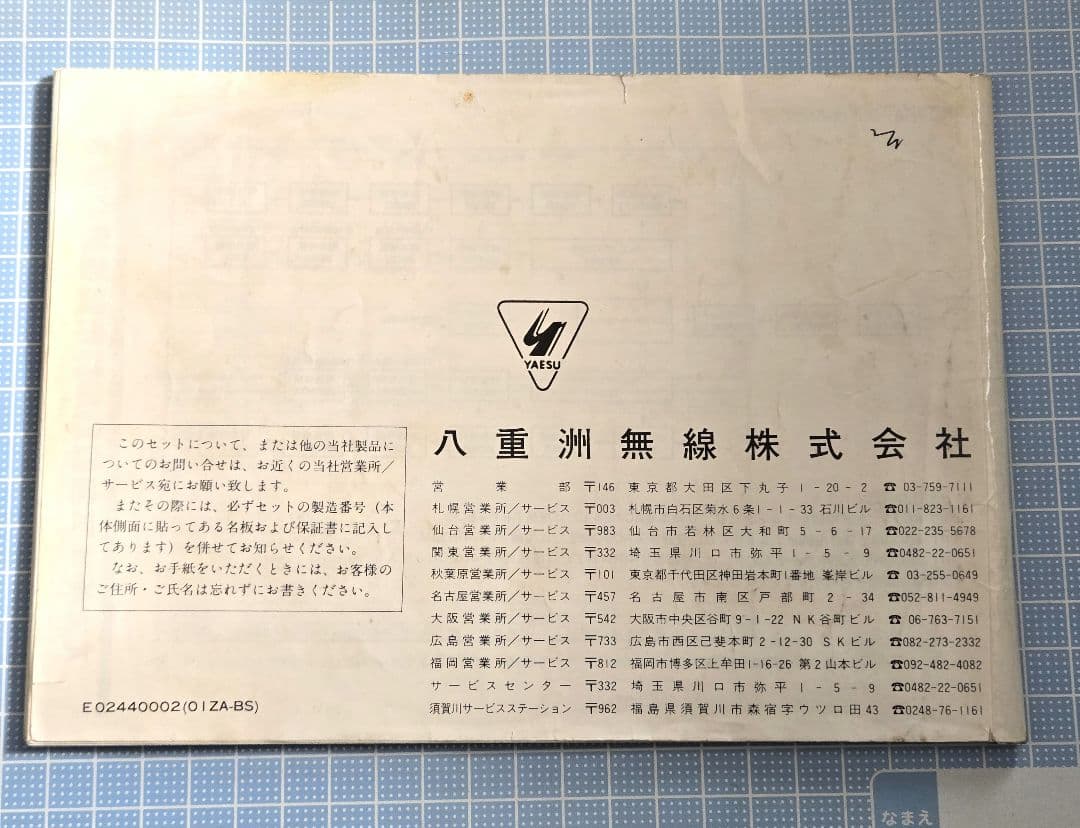 YAESU
このセットについて、または他の当社製品に
ついてのお問い合せは、お近くの当社営業所／
サービス宛にお願い致します。
またその際には、必ずセットの製造番号（本
体側面に貼ってある名板および保証書に記入し
てあります）を併せてお知らせください。
なお、お手紙をいただくときには、お客様の
ご住所・ご氏名は忘れずにお書きください。
八重洲無線株式会社
営業部 〒146 東京都大田区下丸子1-20-2 ☎03-759-7111
札幌営業所／サービス 〒003 札幌市白石区菊水6条1-1-33 石川ビル ☎011-823-1161
仙台営業所／サービス 〒983 仙台市若林区大和町5-6-17 ☎022-235-5678
関東営業所／サービス 〒332 埼玉県川口市弥平1-5-9 ☎0482-22-0651
秋葉原営業所／サービス 〒101 東京都千代田区神田岩本町1番地 峯岸ビル ☎03-255-0649
名古屋営業所／サービス 〒457 名古屋市南区戸部町2-34 ☎052-811-4949
大阪営業所／サービス 〒542 大阪市中央区谷町9-1-22 NK谷町ビル ☎06-763-7151
広島営業所／サービス 〒733 広島市西区己斐本町2-12-30 SKビル ☎082-273-2332
福岡営業所／サービス 〒812 福岡市博多区上牟田1-16-26 第2山本ビル ☎092-482-4082
サービスセンター 〒332 埼玉県川口市弥平1-5-9 ☎0482-22-0651
須賀川サービスステーション 〒962 福島県須賀川市森宿字ウツロ田43 ☎0248-76-1161
E02440002(01ZA-BS)
なまえ